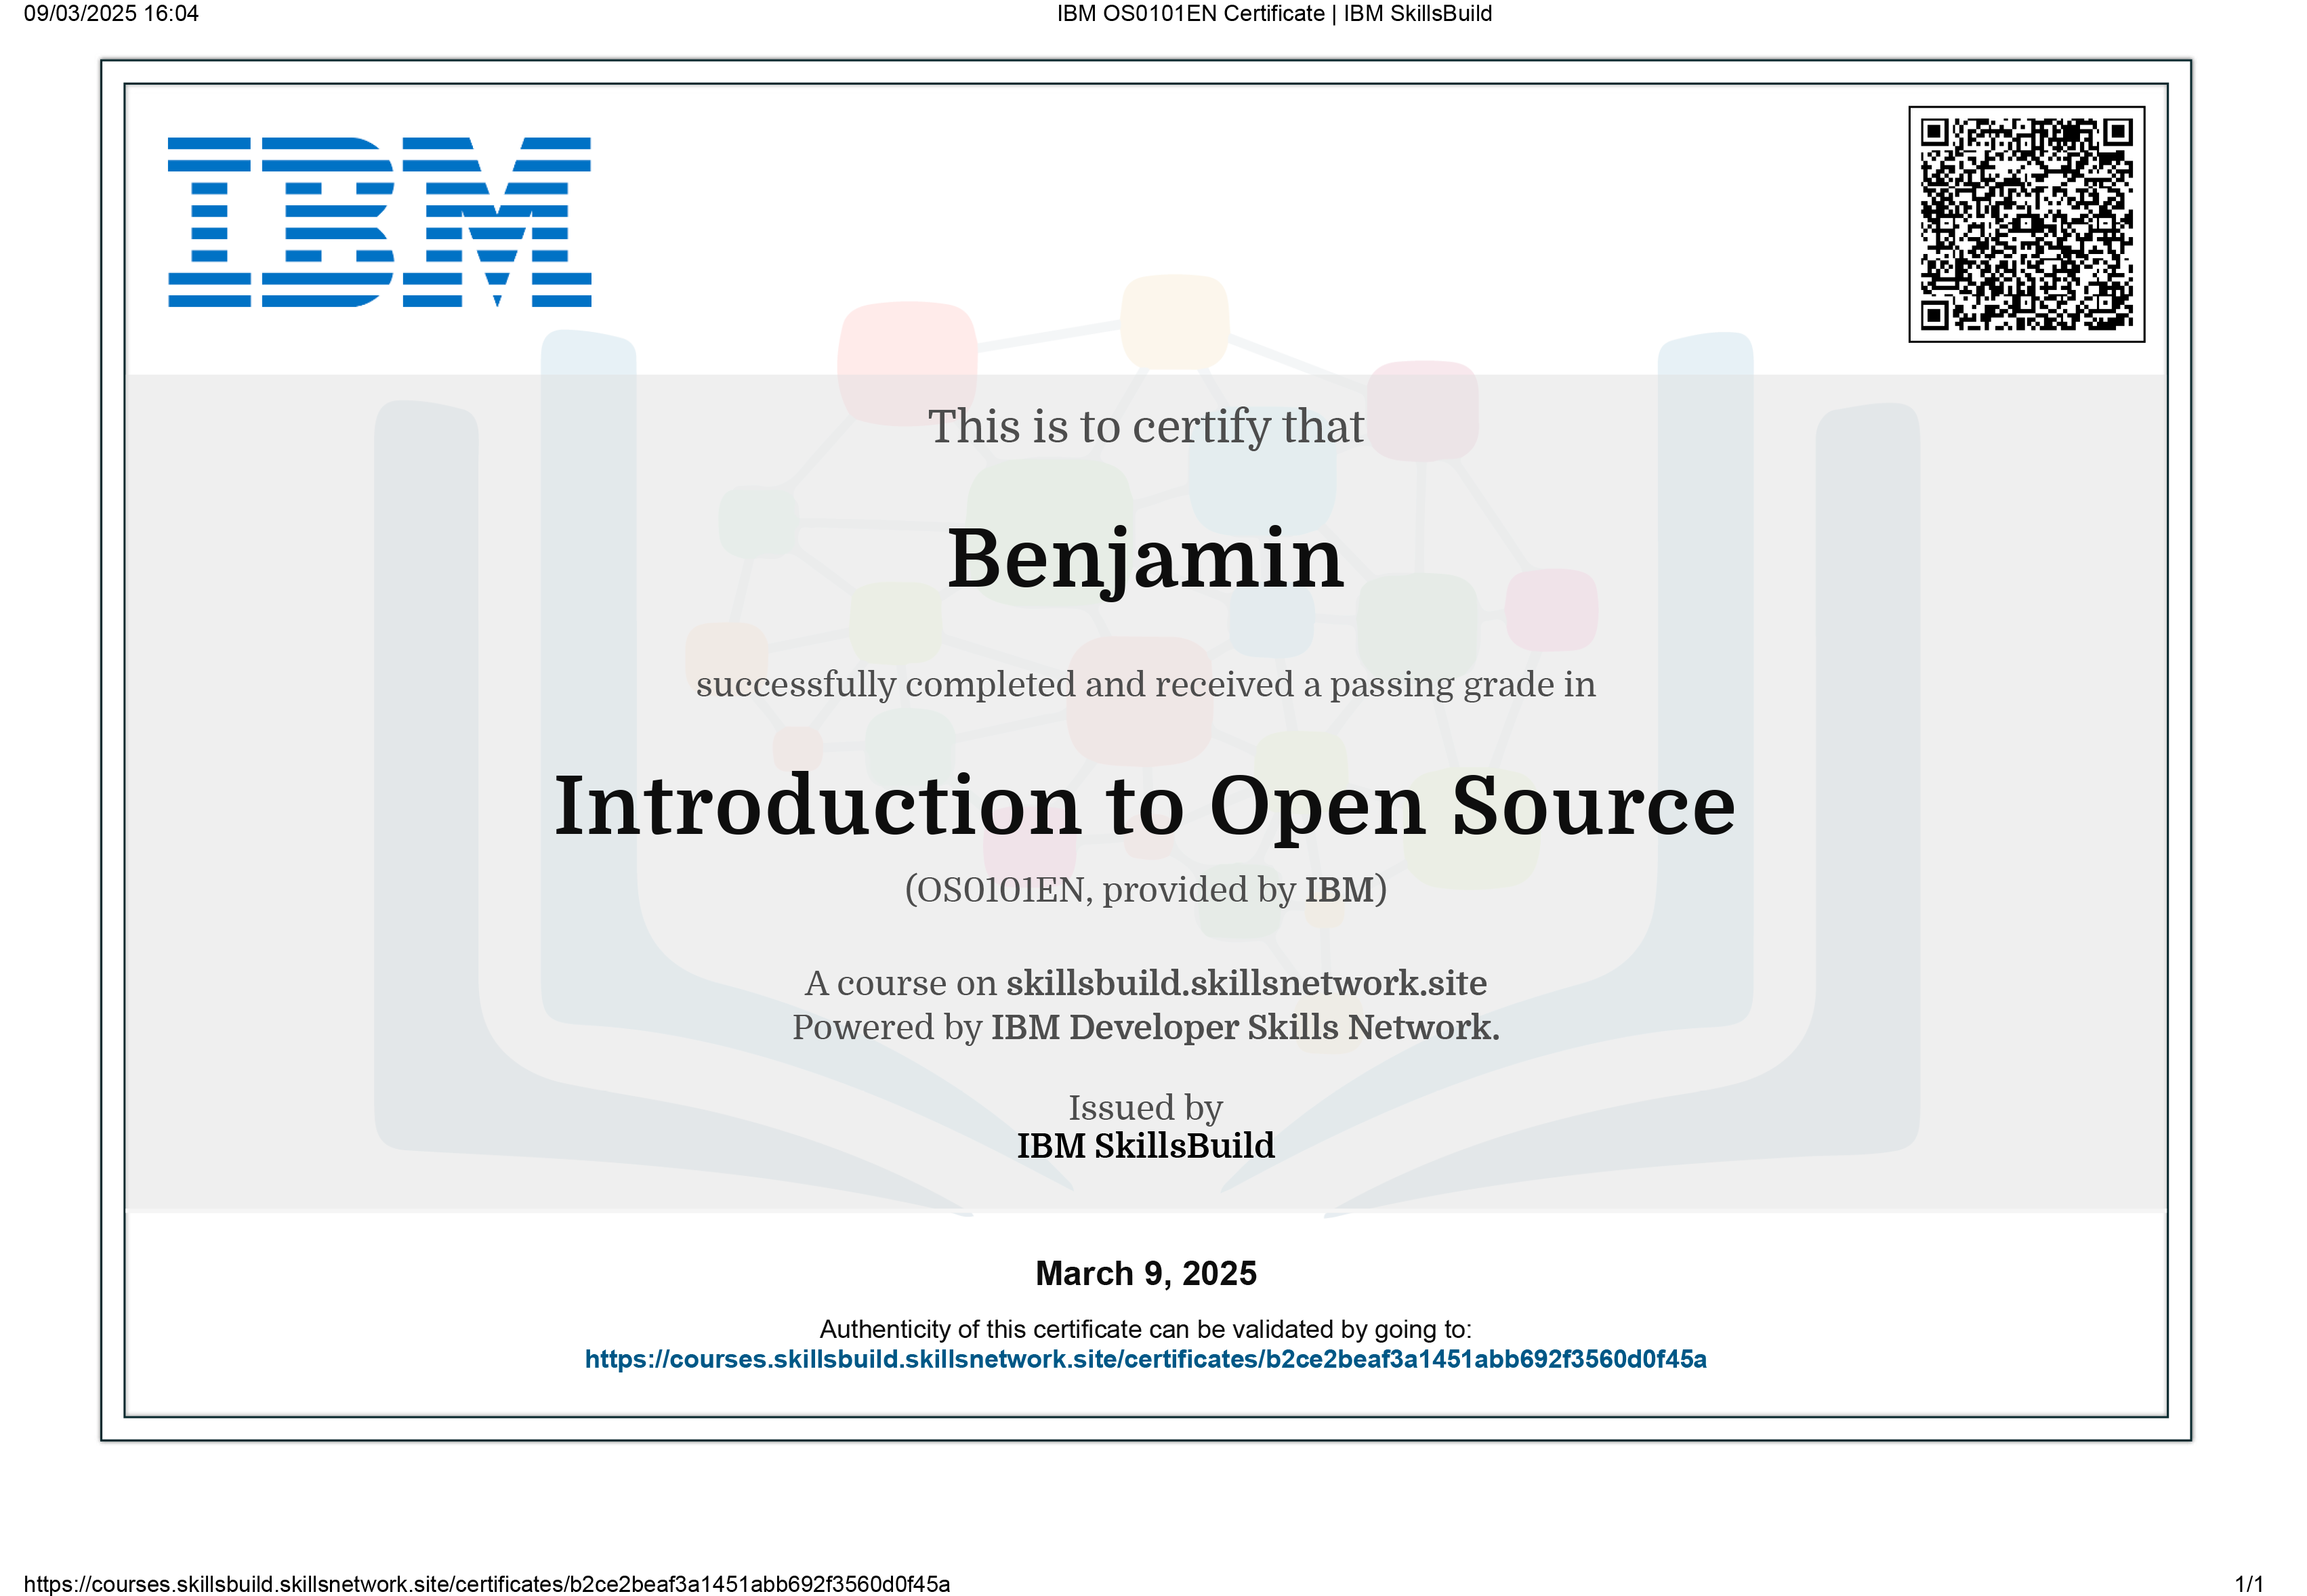 09/03/2025 16:04
IBM OS0101EN Certificate | IBM SkillsBuild
IBM
This is to certify that
Benjamin
successfully completed and received a passing grade in
Introduction to Open Source
(OS0101EN, provided by IBM)
A course on skillsbuild.skillsnetwork.site
Powered by IBM Developer Skills Network.
Issued by
IBM SkillsBuild
March 9, 2025
Authenticity of this certificate can be validated by going to:
https://courses.skillsbuild.skillsnetwork.site/certificates/b2ce2beaf3a1451abb692f3560d0f45a
https://courses.skillsbuild.skillsnetwork.site/certificates/b2ce2beaf3a1451abb692f3560d0f45a
1/1